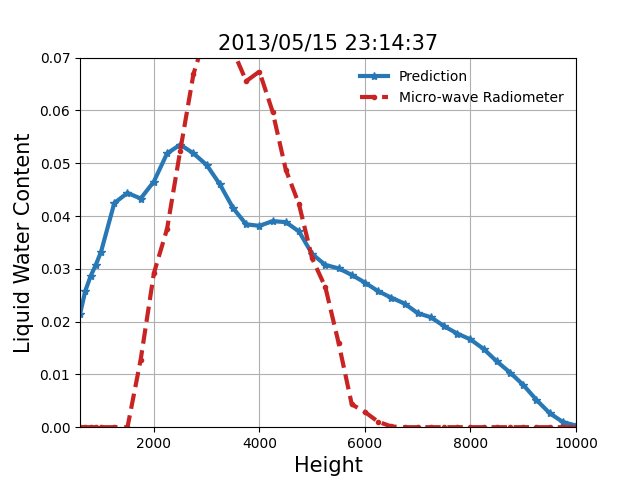 2013/05/15 23:14:37
0.07
0.06
0.05
0.04
0.03
0.02
0.01
0.00
Liquid Water Content
Prediction
Micro-wave Radiometer
2000 4000 6000 8000 10000
Height